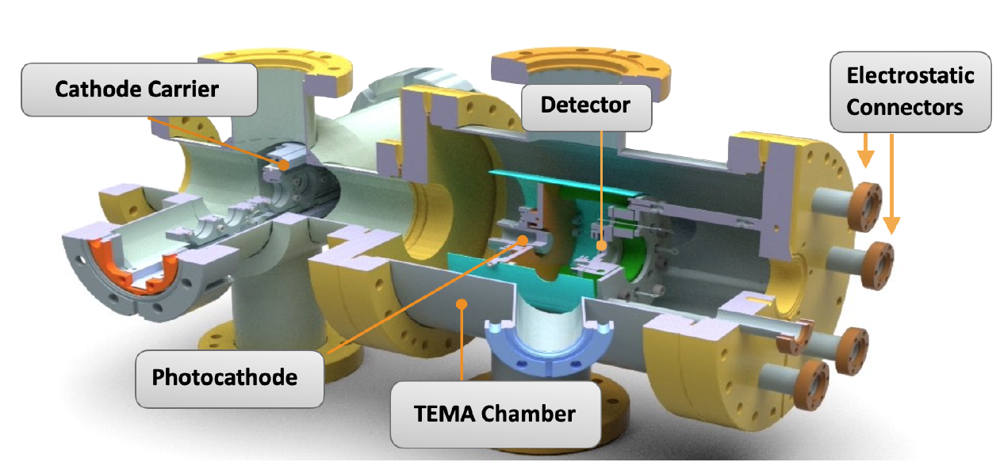 Cathode Carrier
Detector
Electrostatic
Connectors
Photocathode
TEMA Chamber